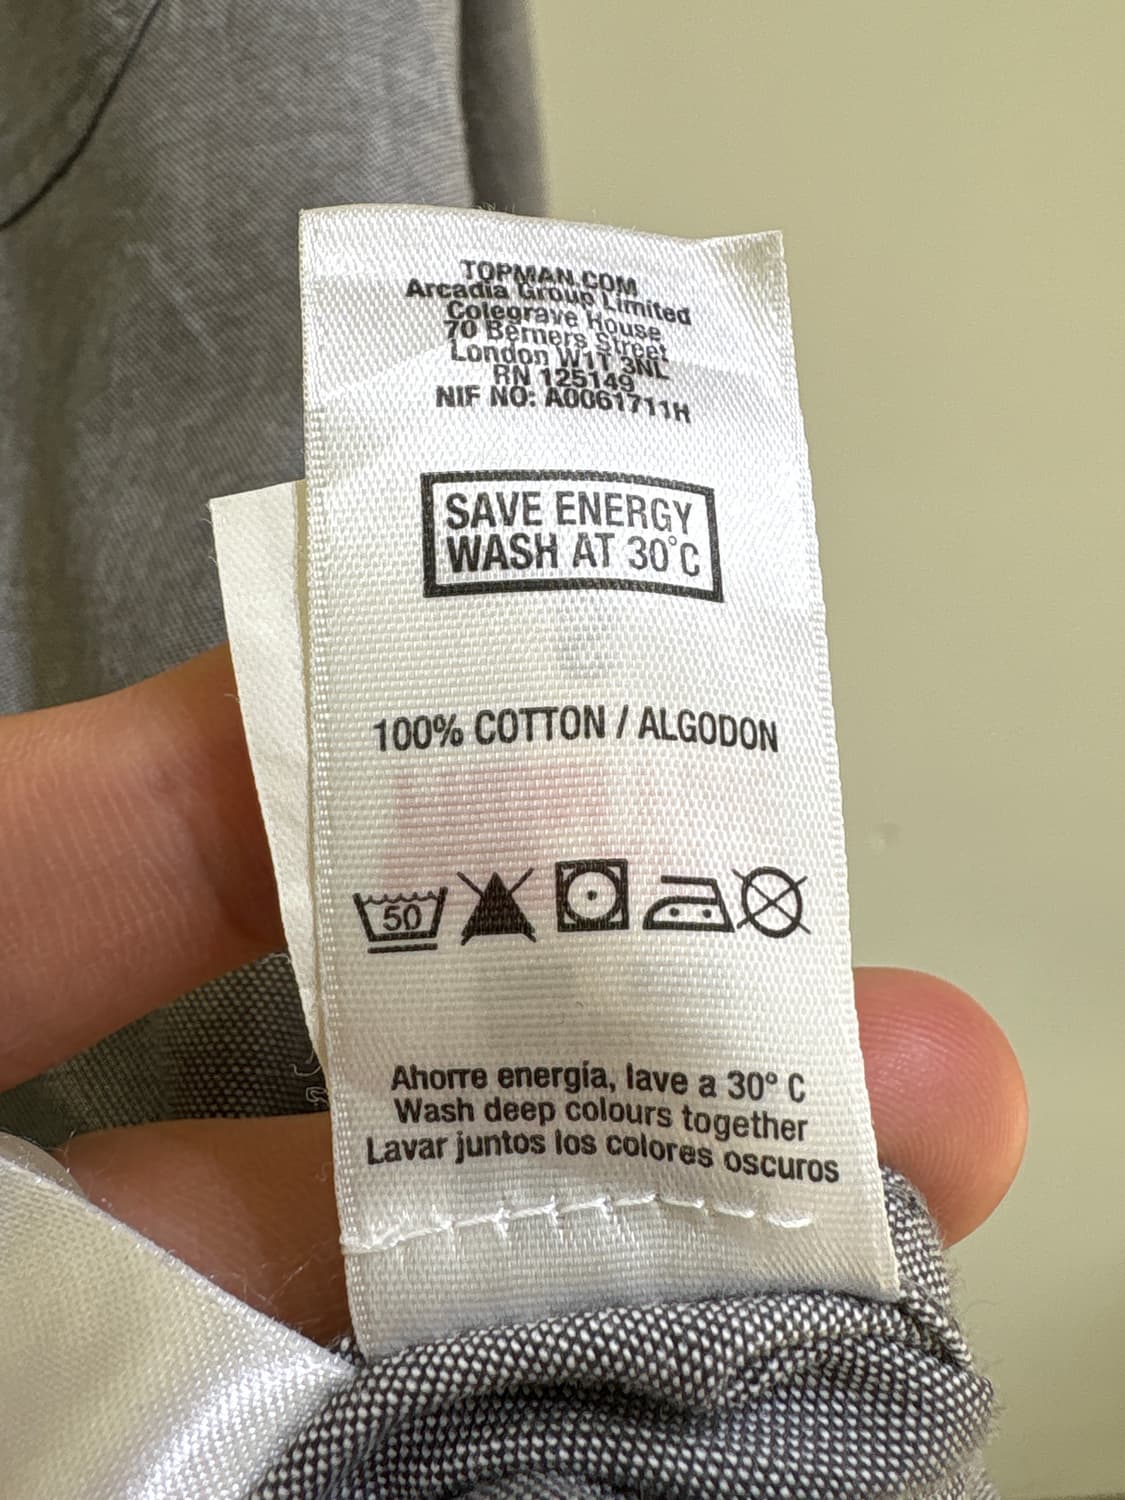 TOPMAN.COM
Arcadia Group Limited
Colegrave House
70 Berners Street
London W1T 3NL
RN 125149
NIF NO: A0061711H
SAVE ENERGY
WASH AT 30°C
100% COTTON / ALGODON
50
Ahorre energía, lave a 30° C
Wash deep colours together
Lavar juntos los colores oscuros